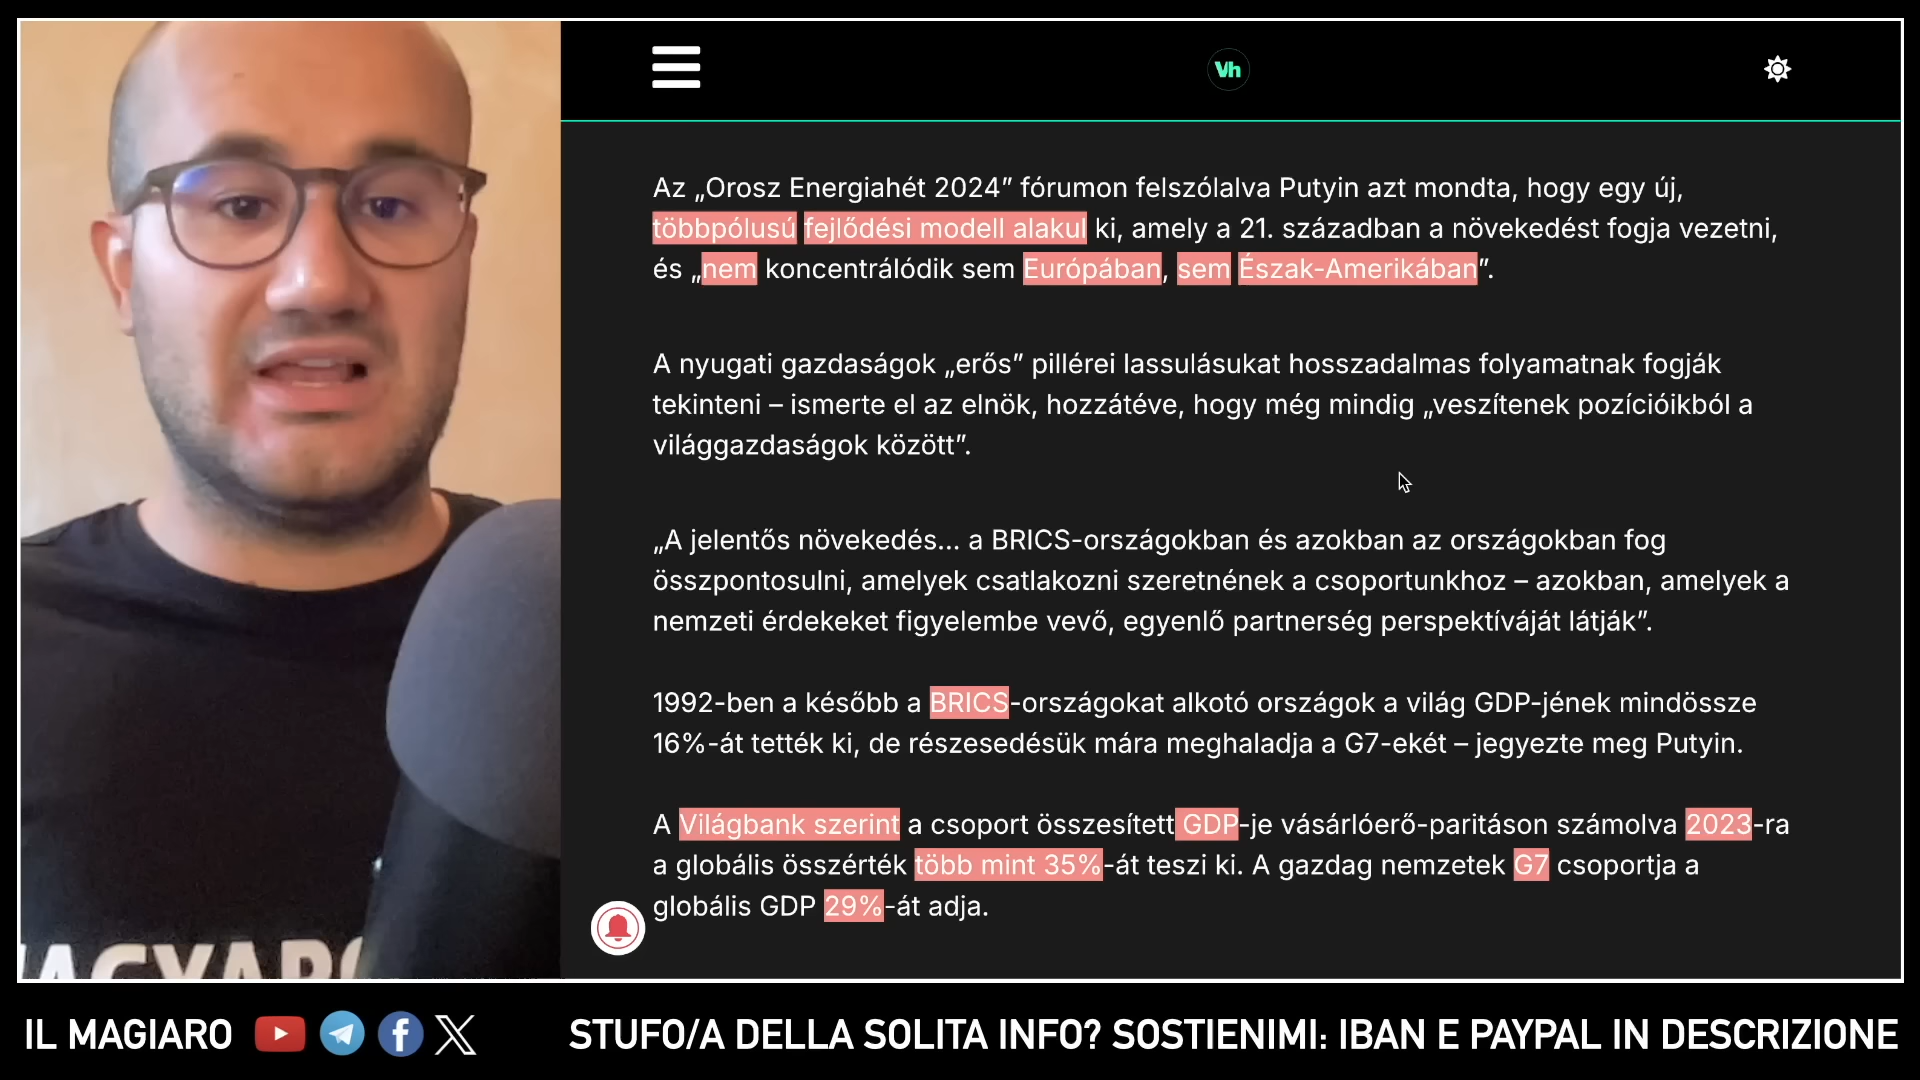 Vh
Az „Orosz Energiahét 2024” fórumon felszólalva Putyin azt mondta, hogy egy új,
többpólusú fejlődési modell alakul ki, amely a 21. században a növekedést fogja vezetni,
és „nem koncentrálódik sem Európában, sem Észak-Amerikában”.
A nyugati gazdaságok „erős” pillérei lassulásukat hosszadalmas folyamatnak fogják
tekinteni – ismerte el az elnök, hozzátéve, hogy még mindig „veszítenek pozícióikból a
világgazdaságok között”.
„A jelentős növekedés... a BRICS-országokban és azokban az országokban fog
összpontosulni, amelyek csatlakozni szeretnének a csoportunkhoz – azokban, amelyek a
nemzeti érdekeket figyelembe vevő, egyenlő partnerség perspektíváját látják”.
1992-ben a később a BRICS-országokat alkotó országok a világ GDP-jének mindössze
16%-át tették ki, de részesedésük mára meghaladja a G7-ekét – jegyezte meg Putyin.
A Világbank szerint a csoport összesített GDP-je vásárlóerő-paritáson számolva 2023-ra
a globális összérték több mint 35%-át teszi ki. A gazdag nemzetek G7 csoportja a
globális GDP 29%-át adja.
IL MAGIARO
STUFO/A DELLA SOLITA INFO? SOSTIENIMI: IBAN E PAYPAL IN DESCRIZIONE